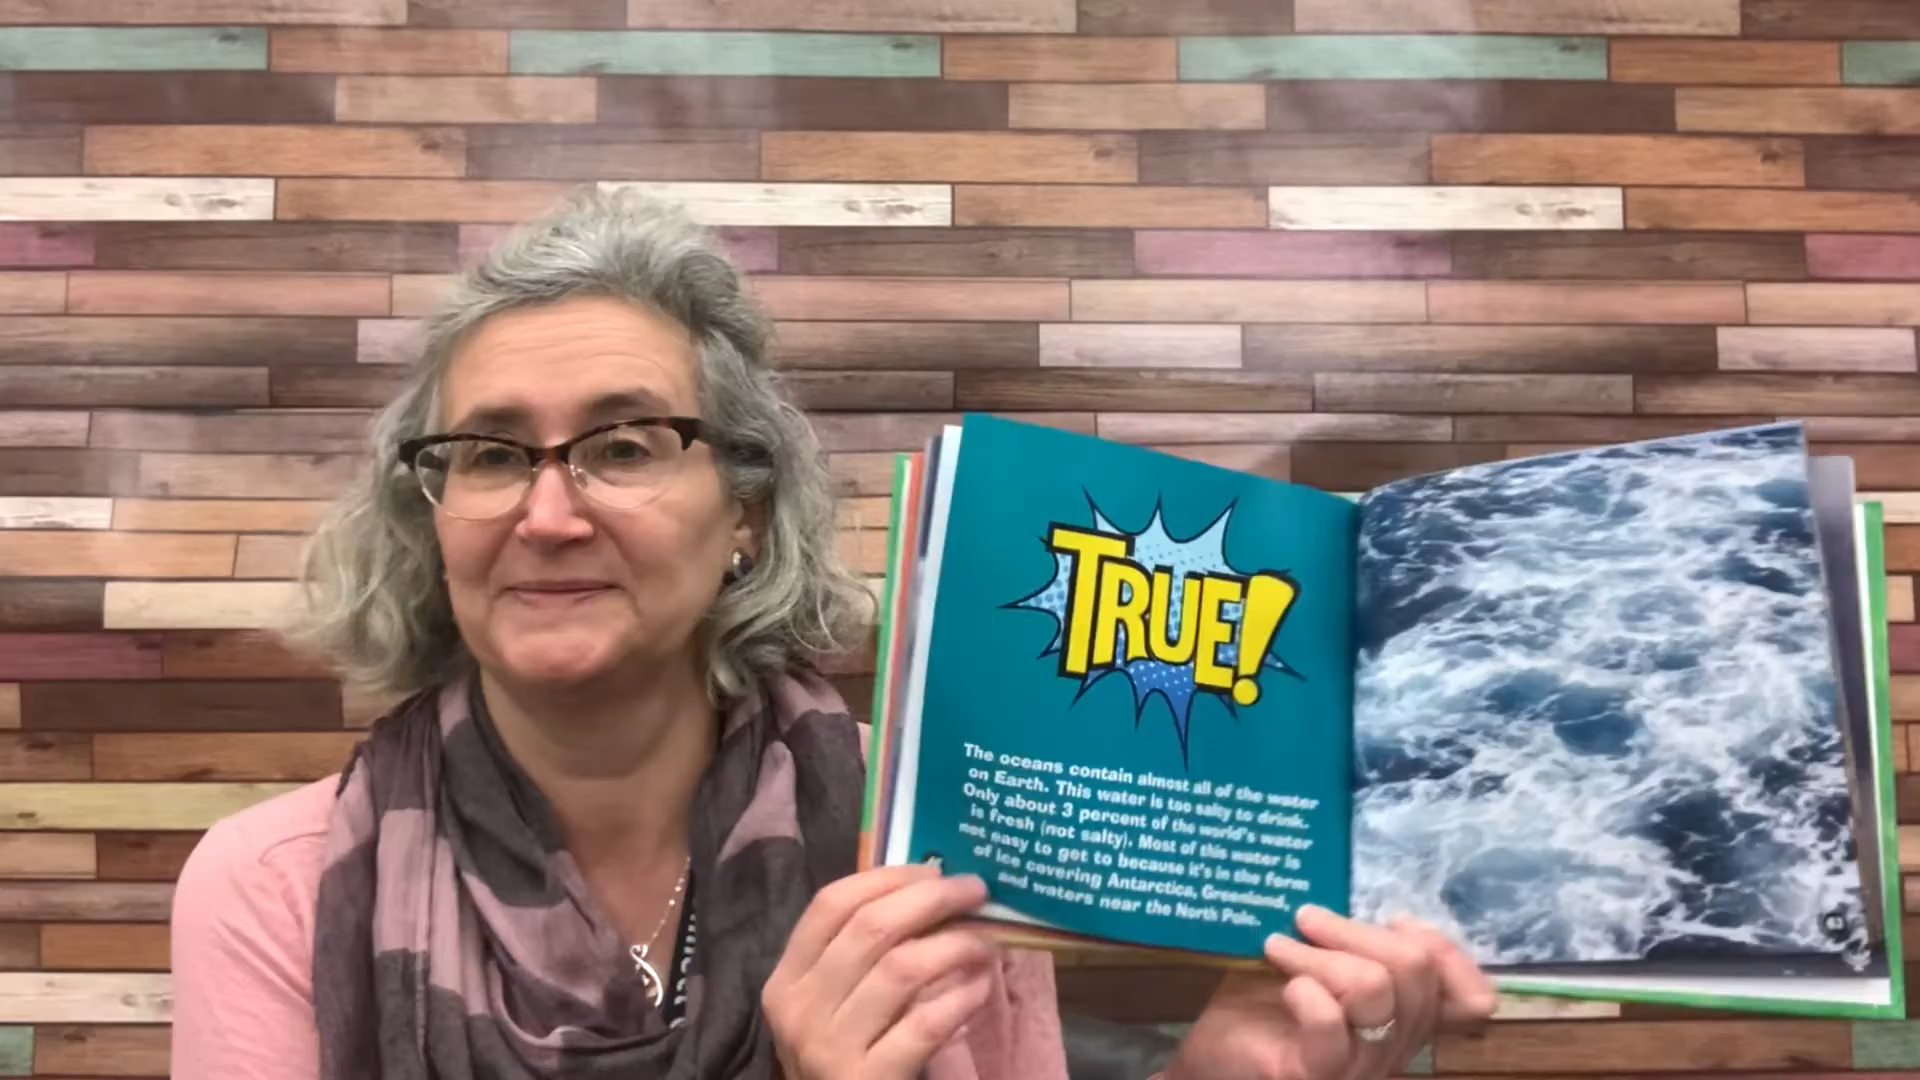 TRUE!
The oceans contain almost all of the water
on Earth. This water is too salty to drink.
Only about 3 percent of the world's water
is fresh (not salty). Most of this water is
not easy to get to because it's in the form
of ice covering Antarctica, Greenland,
and waters near the North Pole.